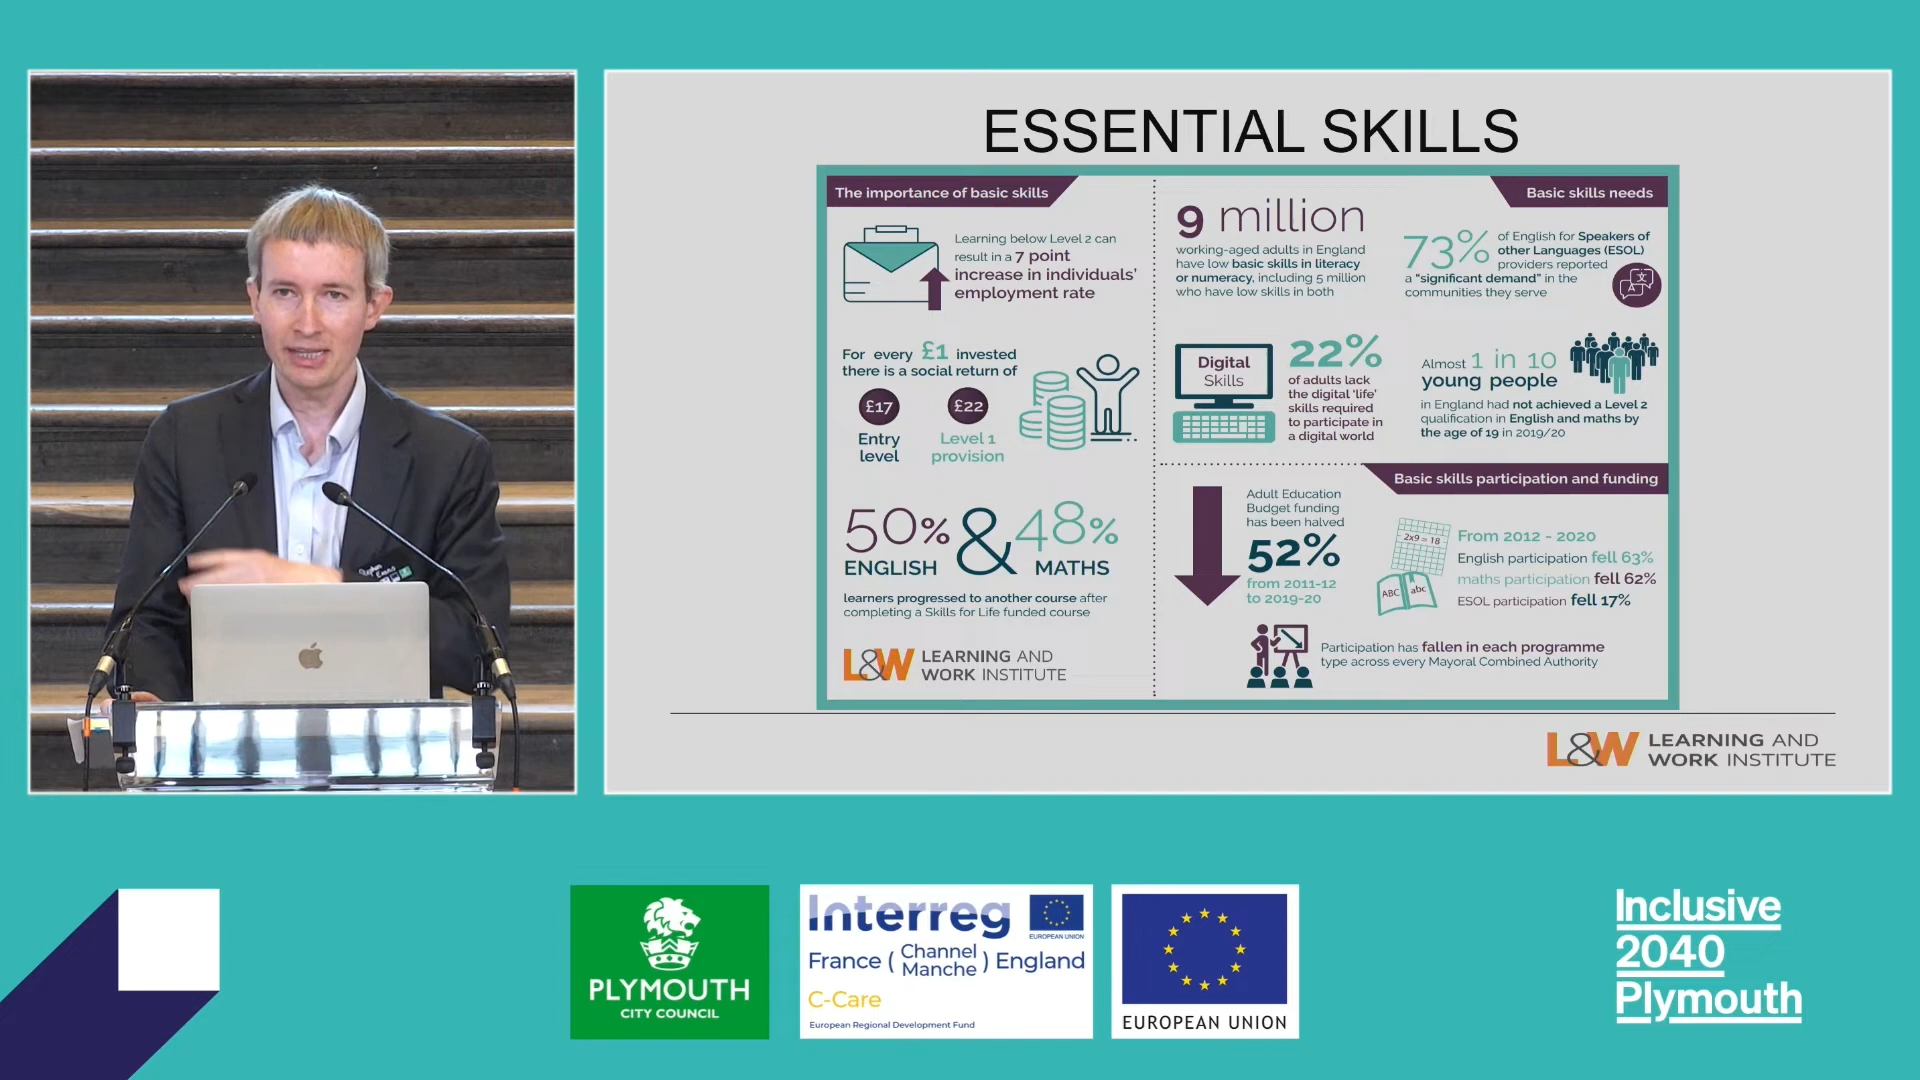 ESSENTIAL SKILLS
The importance of basic skills
Learning below Level 2 can
result in a 7 point
increase in individuals'
employment rate
For every £1 invested
there is a social return of
£17
£22
Entry
level
Level 1
provision
50%
ENGLISH
&
48%
MATHS
learners progressed to another course after
completing a Skills for Life funded course
L&W LEARNING AND
WORK INSTITUTE
Basic skills needs
9 million
working-aged adults in England
have low basic skills in literacy
or numeracy, including 5 million
who have low skills in both
73%
of English for Speakers of
other Languages (ESOL)
providers reported
a "significant demand" in the
communities they serve
A
文
Digital
Skills
22%
of adults lack
the digital 'life'
skills required
to participate in
a digital world
Almost 1 in 10
young people
in England had not achieved a Level 2
qualification in English and maths by
the age of 19 in 2019/20
Basic skills participation and funding
Adult Education
Budget funding
has been halved
52%
from 2011-12
to 2019-20
2x9 = 18
ABC
abc
From 2012 - 2020
English participation fell 63%
maths participation fell 62%
ESOL participation fell 17%
Participation has fallen in each programme
type across every Mayoral Combined Authority
L&W LEARNING AND
WORK INSTITUTE
Stephen
Evans
PLYMOUTH
CITY COUNCIL
Interreg
EUROPEAN UNION
France ( Channel
Manche ) England
C-Care
European Regional Development Fund
EUROPEAN UNION
Inclusive
2040
Plymouth